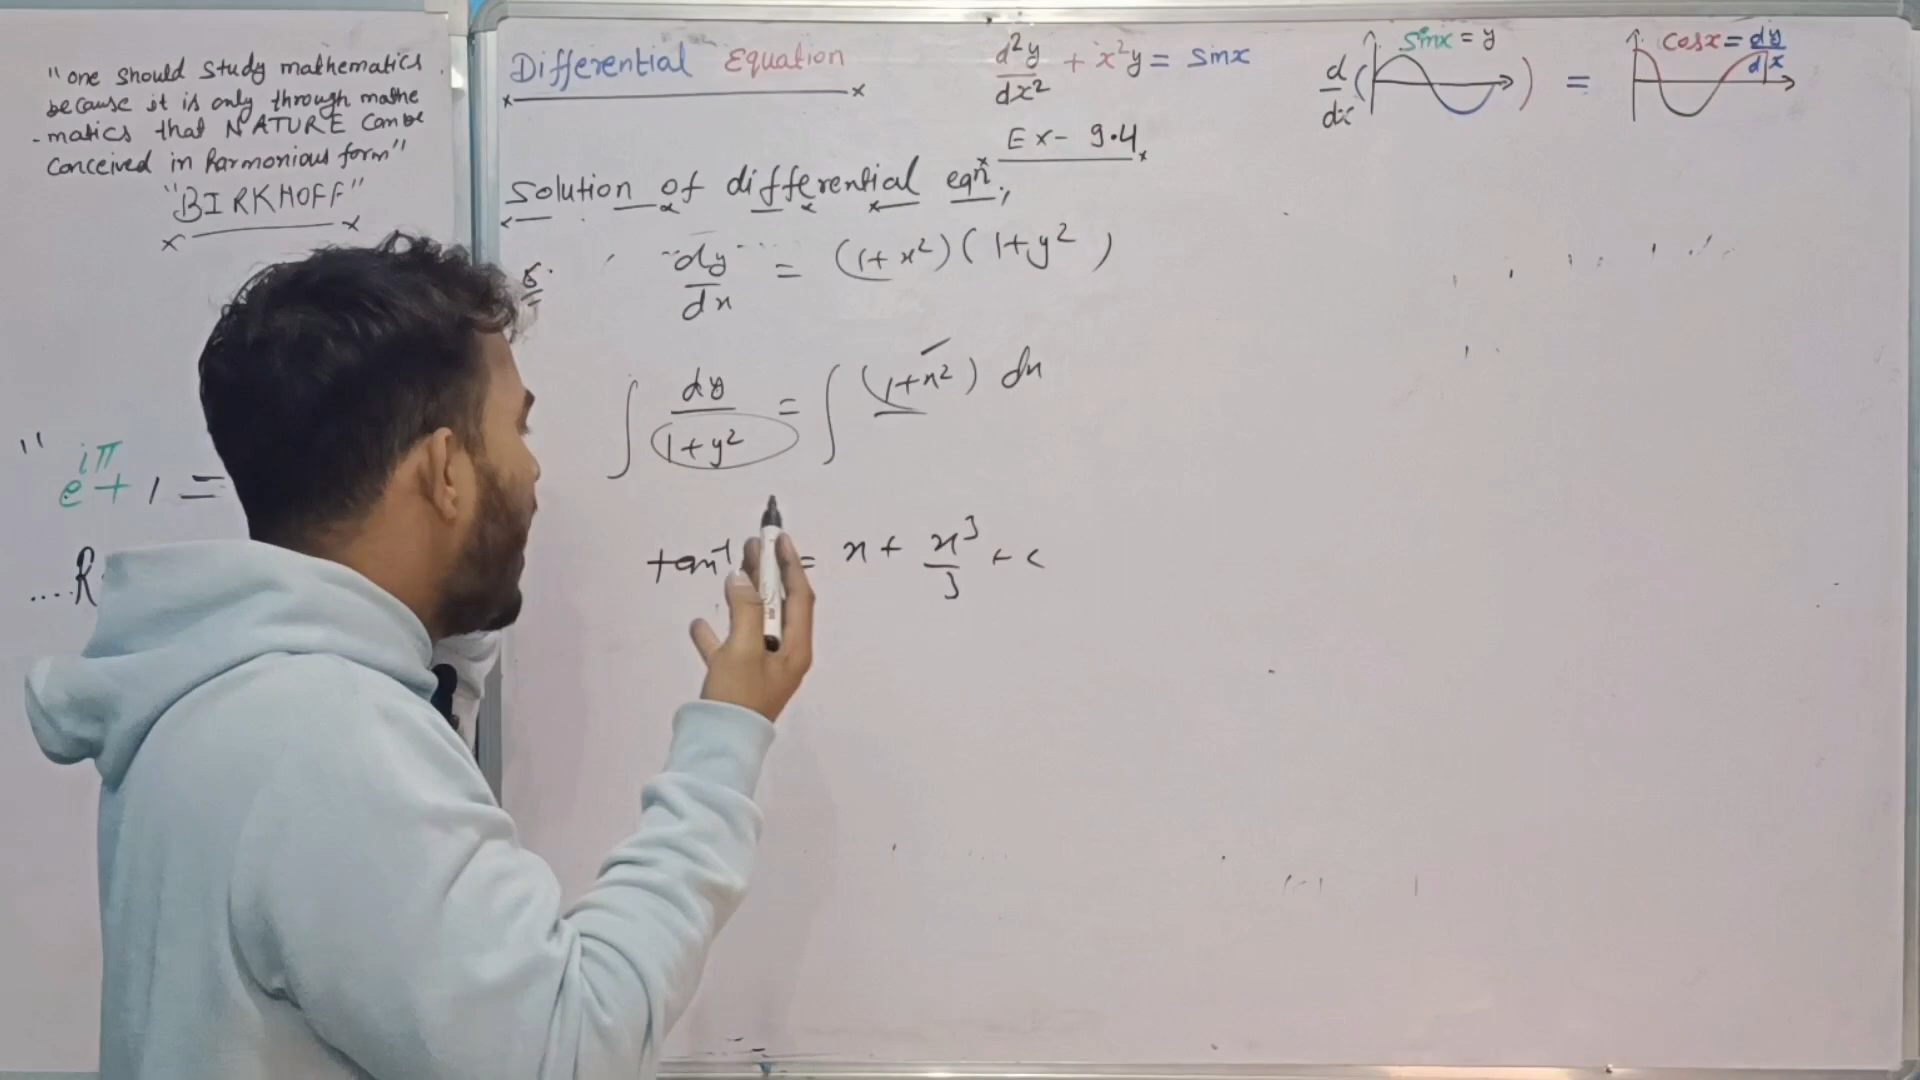 "one should study mathematics
because it is only through mathe
-matics that NATURE can be
conceived in harmonious form"
"BIRKHOFF"
" e^{iπ} + 1 =
....R
Differential Equation
d²y/dx² + x²y = sinx
d/dx ( sinx = y ) = cosx = dy/dx
Ex- 9.4
Solution of differential eqⁿ.,
dy/dx = (1+x²)(1+y²)
∫ dy/(1+y²) = ∫ (1+x²) dx
tan⁻¹ = x + x³/3 + c